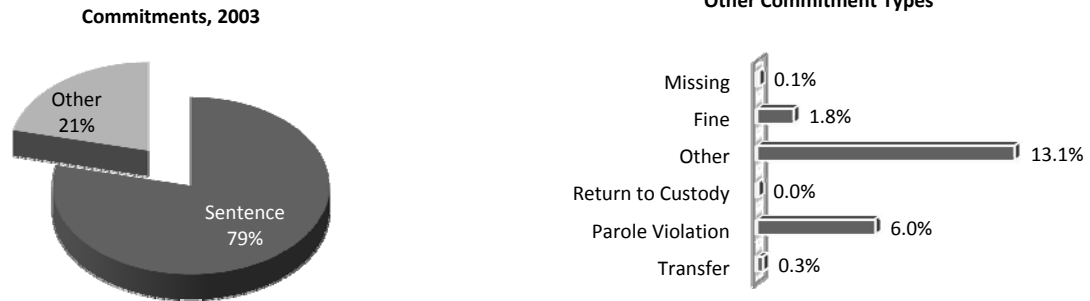 Commitments, 2003
Other
21%
Sentence
79%
Other Commitment Types
Missing
0.1%
Fine
1.8%
Other
13.1%
Return to Custody
0.0%
Parole Violation
6.0%
Transfer
0.3%